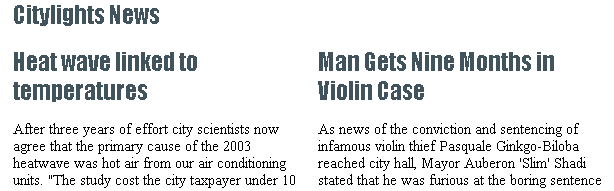 Citylights News
Heat wave linked to
temperatures
After three years of effort city scientists now
agree that the primary cause of the 2003
heatwave was hot air from our air conditioning
units. "The study cost the city taxpayer under 10
Man Gets Nine Months in
Violin Case
As news of the conviction and sentencing of
infamous violin thief Pasquale Ginkgo-Biloba
reached city hall, Mayor Auberon 'Slim' Shadi
stated that he was furious at the boring sentence